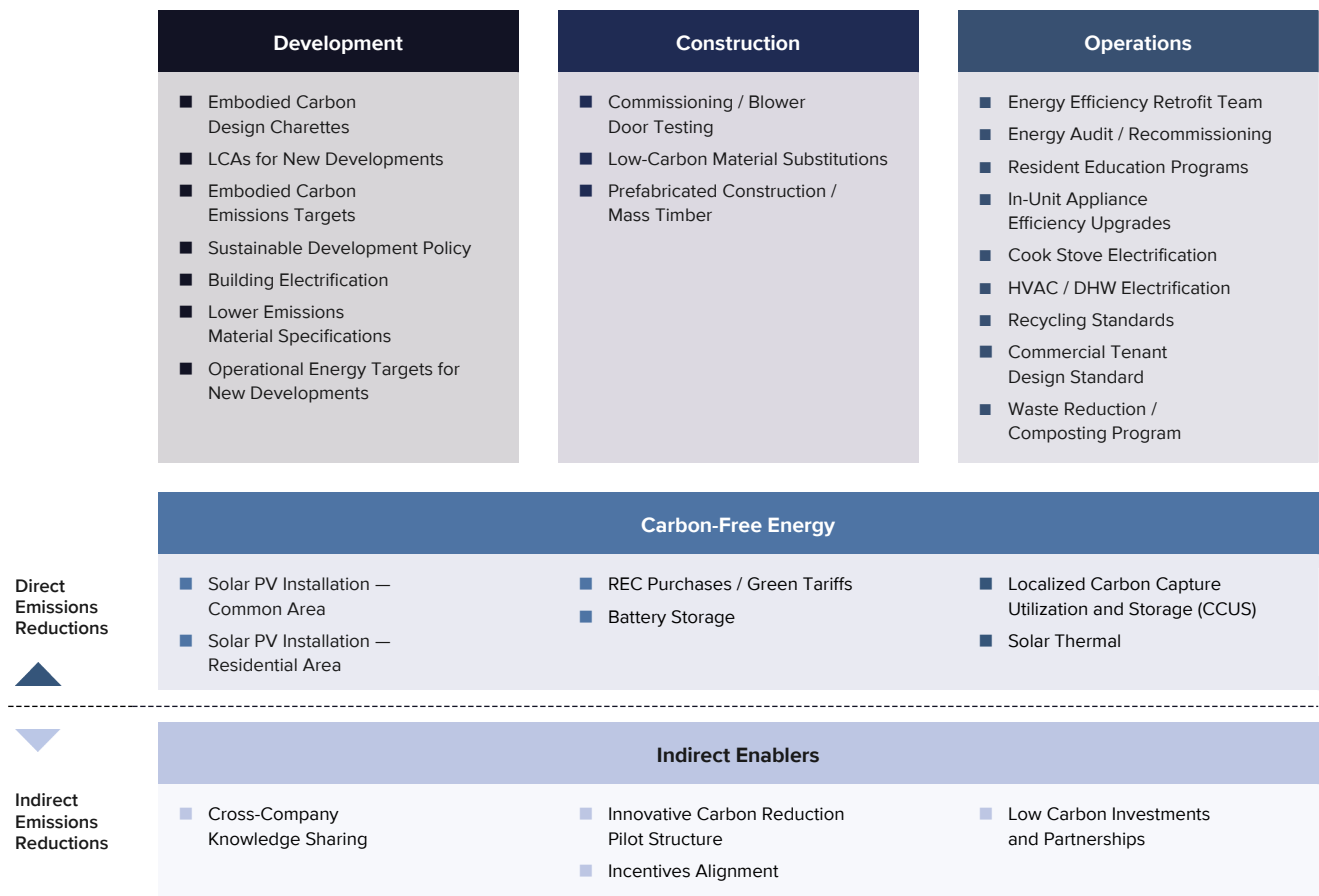 Development
Embodied Carbon
Design Charettes
LCAs for New Developments
Embodied Carbon
Emissions Targets
Sustainable Development Policy
Building Electrification
Lower Emissions
Material Specifications
Operational Energy Targets for
New Developments
Construction
Commissioning / Blower
Door Testing
Low-Carbon Material Substitutions
Prefabricated Construction /
Mass Timber
Operations
Energy Efficiency Retrofit Team
Energy Audit / Recommissioning
Resident Education Programs
In-Unit Appliance
Efficiency Upgrades
Cook Stove Electrification
HVAC / DHW Electrification
Recycling Standards
Commercial Tenant
Design Standard
Waste Reduction /
Composting Program
Direct
Emissions
Reductions
Carbon-Free Energy
Solar PV Installation —
Common Area
Solar PV Installation —
Residential Area
REC Purchases / Green Tariffs
Battery Storage
Localized Carbon Capture
Utilization and Storage (CCUS)
Solar Thermal
Indirect
Emissions
Reductions
Indirect Enablers
Cross-Company
Knowledge Sharing
Innovative Carbon Reduction
Pilot Structure
Incentives Alignment
Low Carbon Investments
and Partnerships